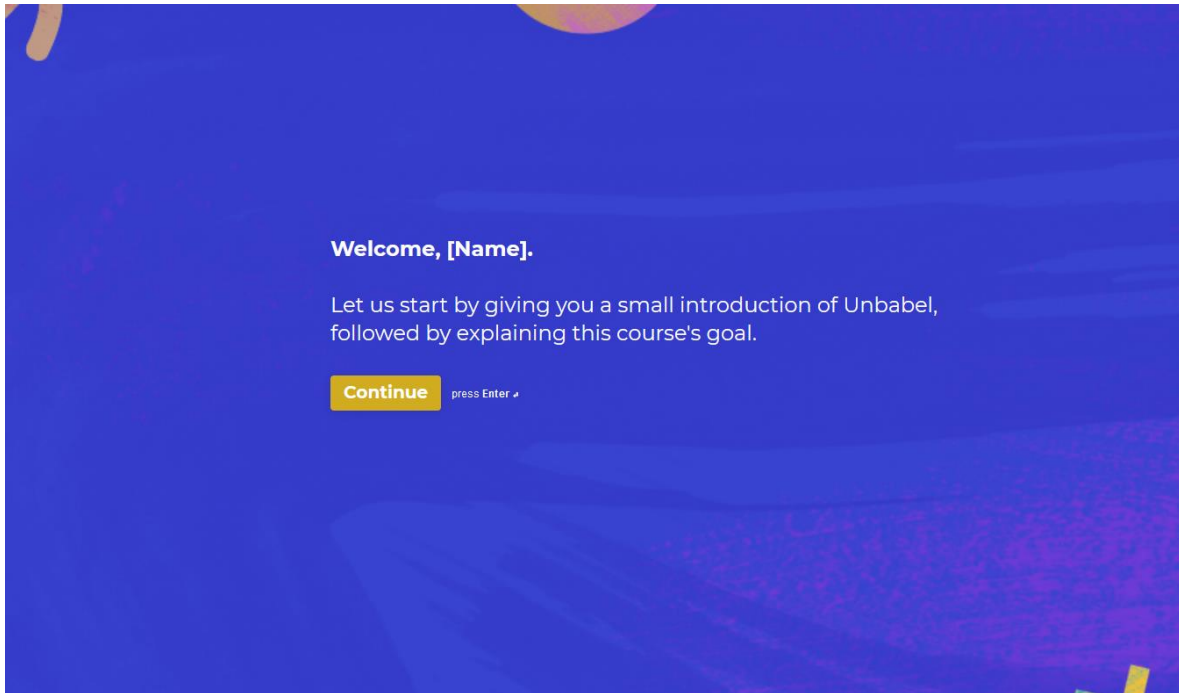 Welcome, [Name].
Let us start by giving you a small introduction of Unbabel,
followed by explaining this course's goal.
Continue press Enter ↲